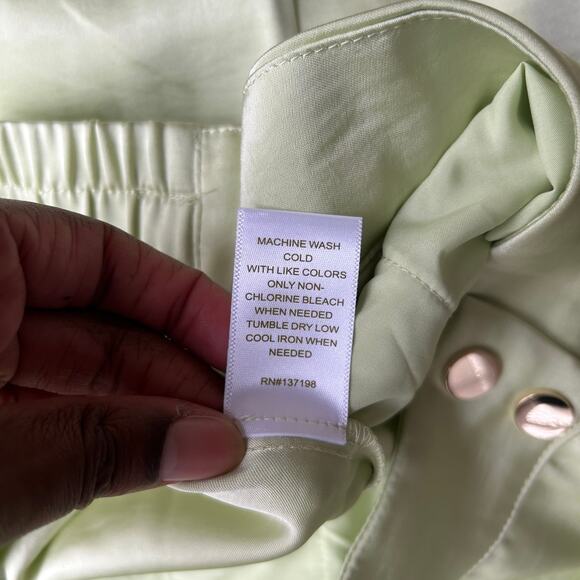 MACHINE WASH
COLD
WITH LIKE COLORS
ONLY NON-
CHLORINE BLEACH
WHEN NEEDED
TUMBLE DRY LOW
COOL IRON WHEN
NEEDED
RN#137198